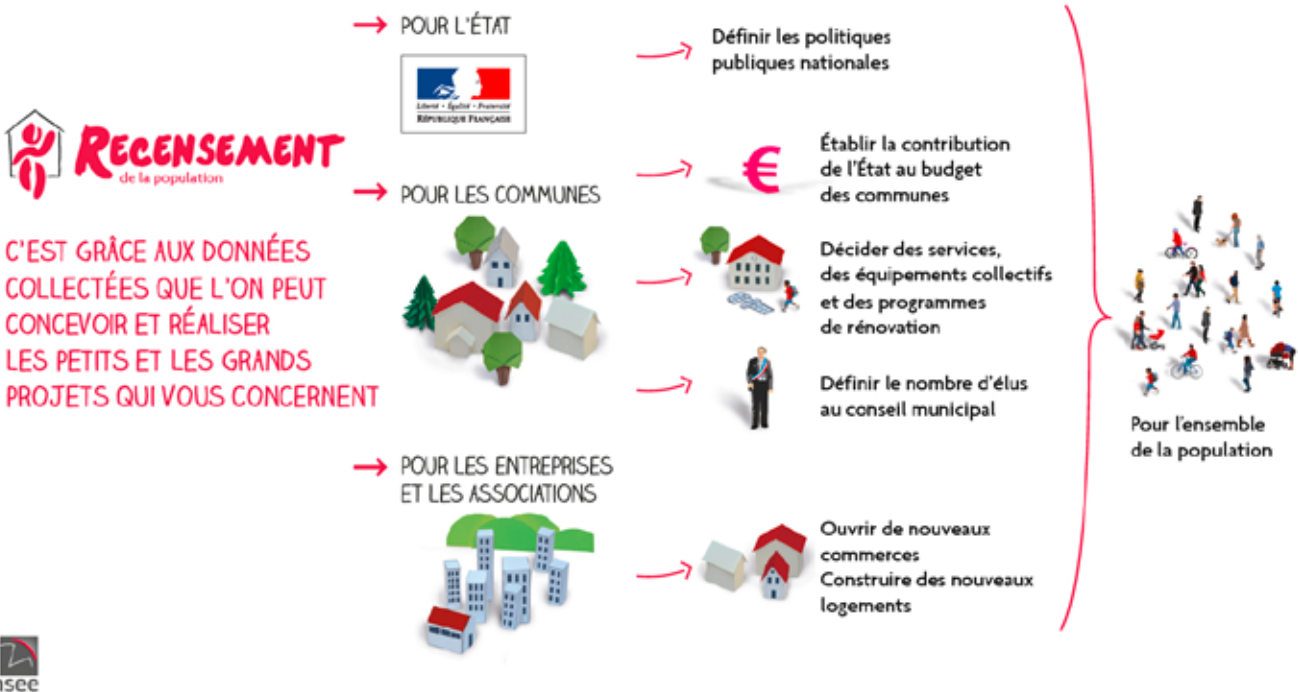 RECENSEMENT
de la population
C'EST GRÂCE AUX DONNÉES
COLLECTÉES QUE L'ON PEUT
CONCEVOIR ET RÉALISER
LES PETITS ET LES GRANDS
PROJETS QUI VOUS CONCERNENT
POUR L'ÉTAT
Liberté • Égalité • Fraternité
RÉPUBLIQUE FRANÇAISE
Définir les politiques
publiques nationales
POUR LES COMMUNES
€
Établir la contribution
de l'État au budget
des communes
Décider des services,
des équipements collectifs
et des programmes
de rénovation
Définir le nombre d'élus
au conseil municipal
POUR LES ENTREPRISES
ET LES ASSOCIATIONS
Ouvrir de nouveaux
commerces
Construire des nouveaux
logements
Pour l'ensemble
de la population
nsee